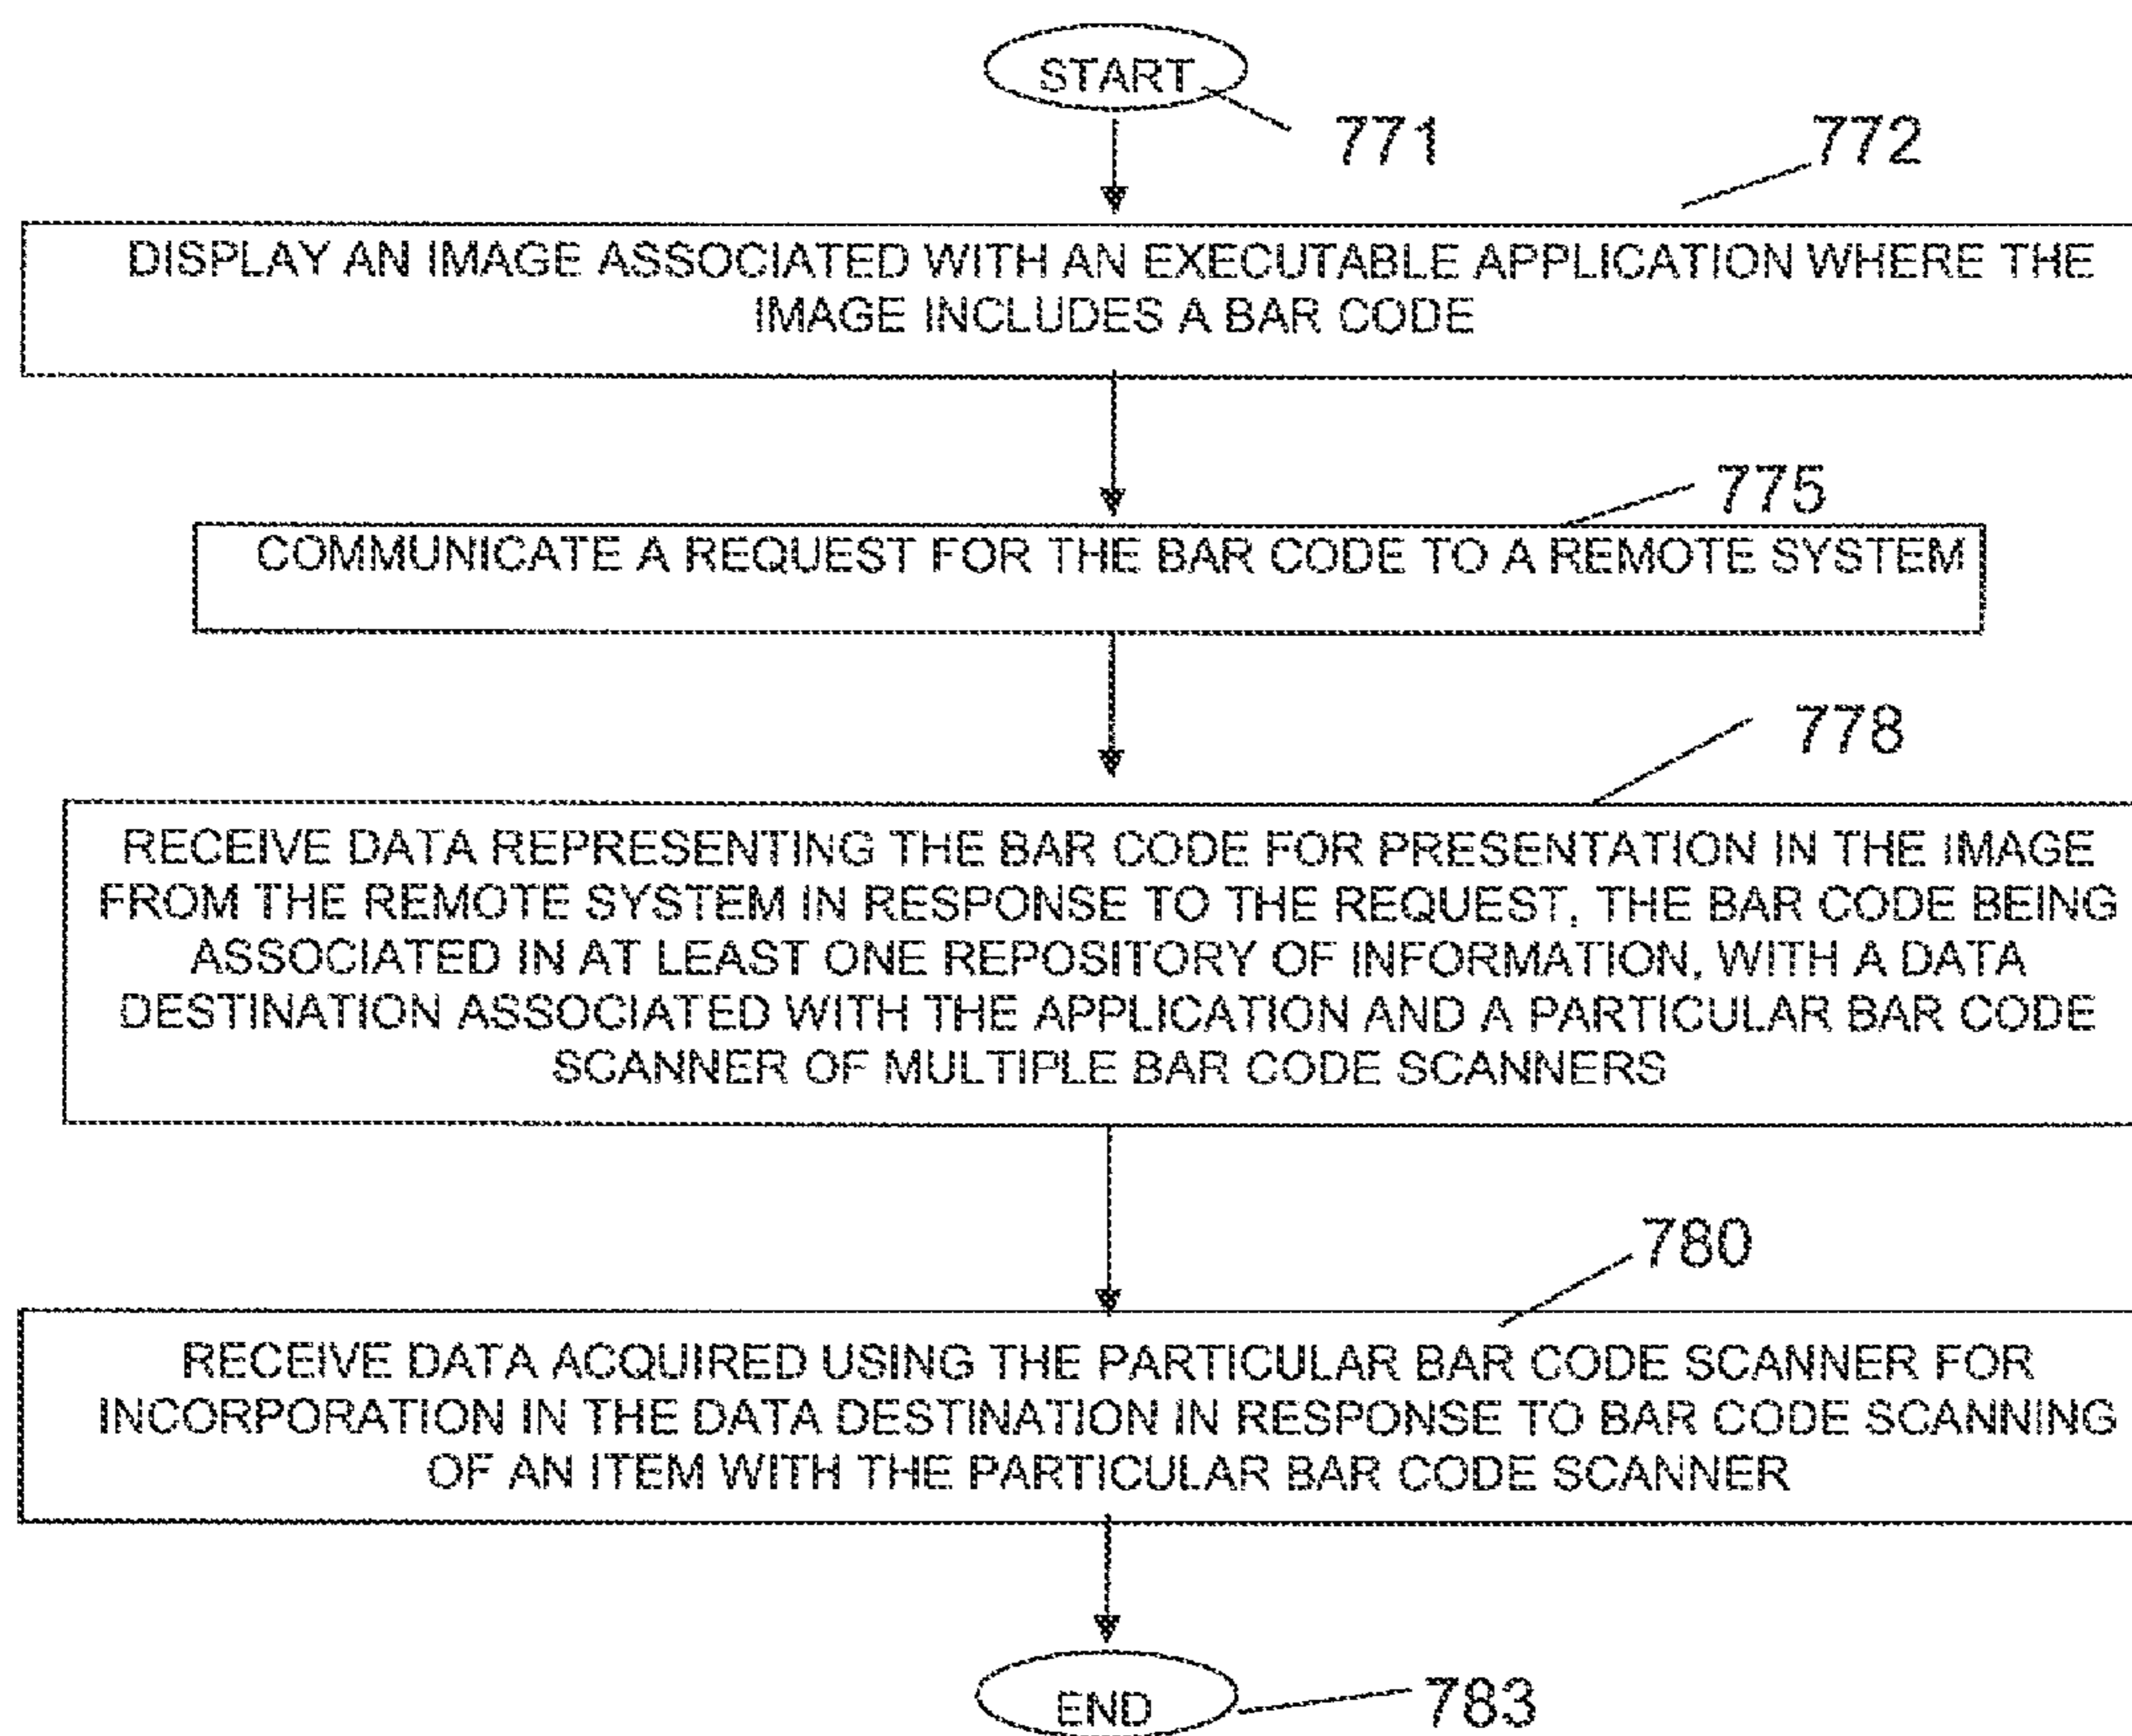 START
771
772
DISPLAY AN IMAGE ASSOCIATED WITH AN EXECUTABLE APPLICATION WHERE THE
IMAGE INCLUDES A BAR CODE
775
COMMUNICATE A REQUEST FOR THE BAR CODE TO A REMOTE SYSTEM
778
RECEIVE DATA REPRESENTING THE BAR CODE FOR PRESENTATION IN THE IMAGE
FROM THE REMOTE SYSTEM IN RESPONSE TO THE REQUEST, THE BAR CODE BEING
ASSOCIATED IN AT LEAST ONE REPOSITORY OF INFORMATION, WITH A DATA
DESTINATION ASSOCIATED WITH THE APPLICATION AND A PARTICULAR BAR CODE
SCANNER OF MULTIPLE BAR CODE SCANNERS
780
RECEIVE DATA ACQUIRED USING THE PARTICULAR BAR CODE SCANNER FOR
INCORPORATION IN THE DATA DESTINATION IN RESPONSE TO BAR CODE SCANNING
OF AN ITEM WITH THE PARTICULAR BAR CODE SCANNER
END
783